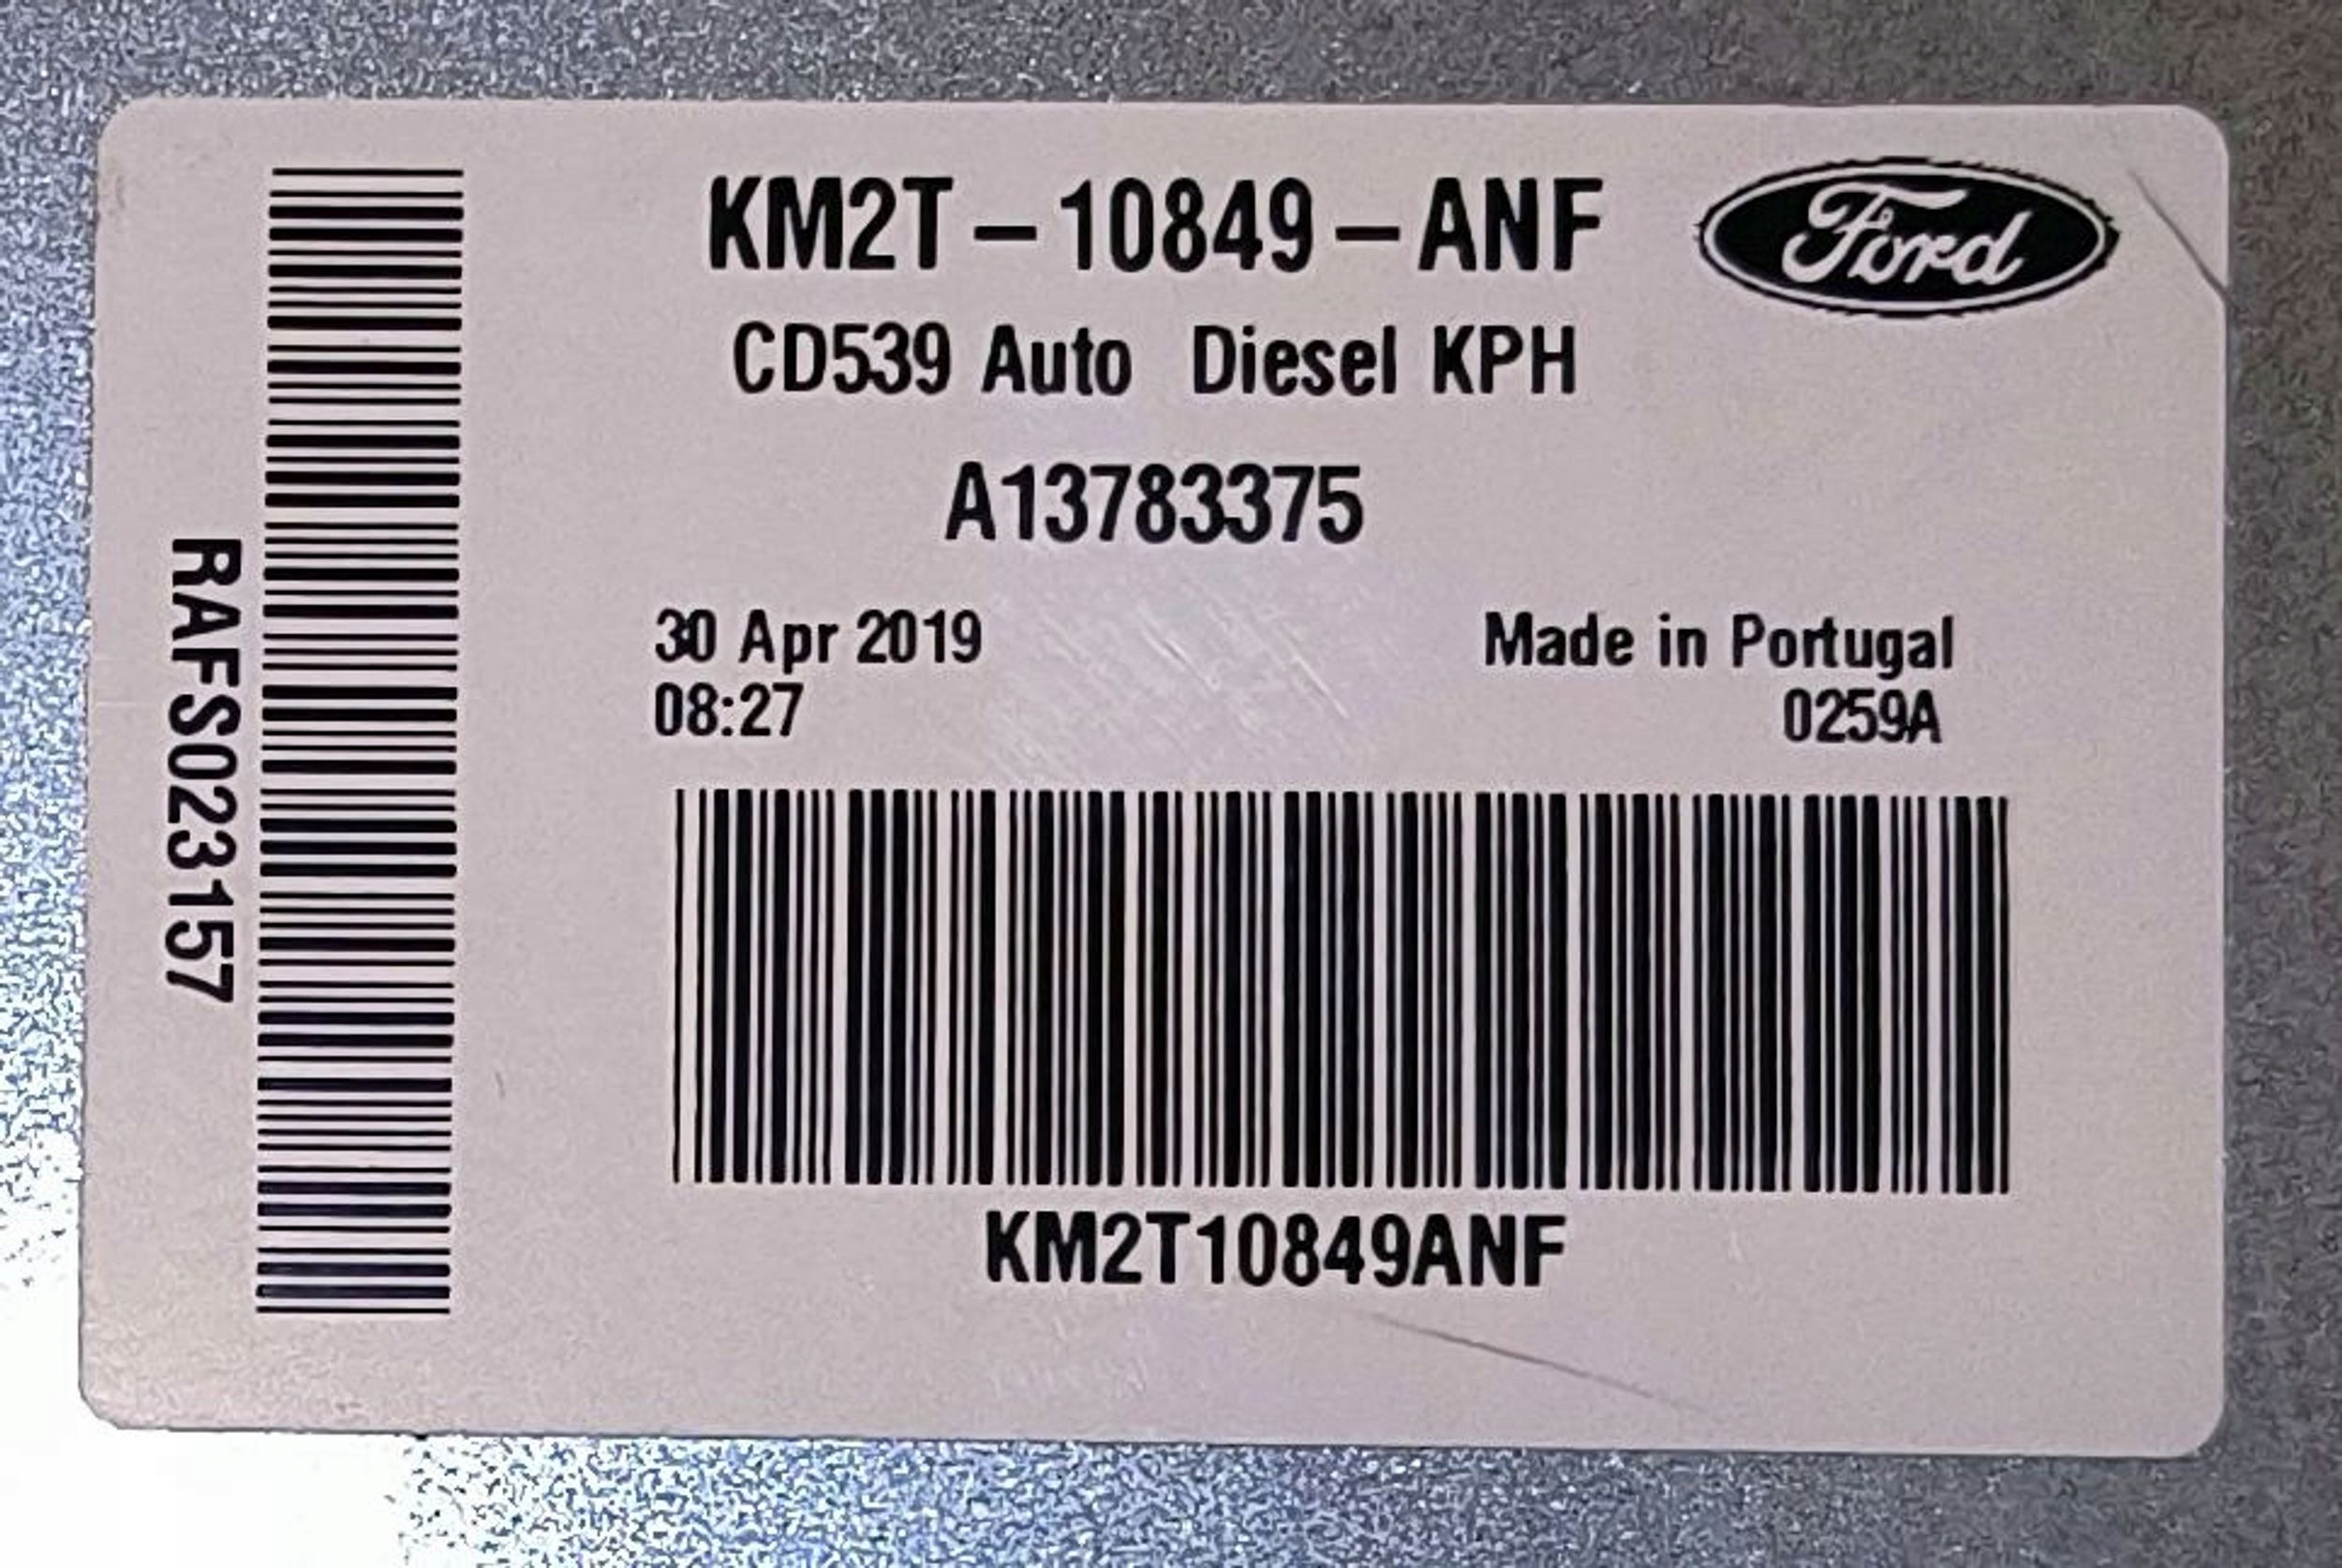 KM2T-10849-ANF
Ford
CD539 Auto Diesel KPH
A13783375
30 Apr 2019
08:27
Made in Portugal
0259A
KM2T10849ANF
RAFS023157